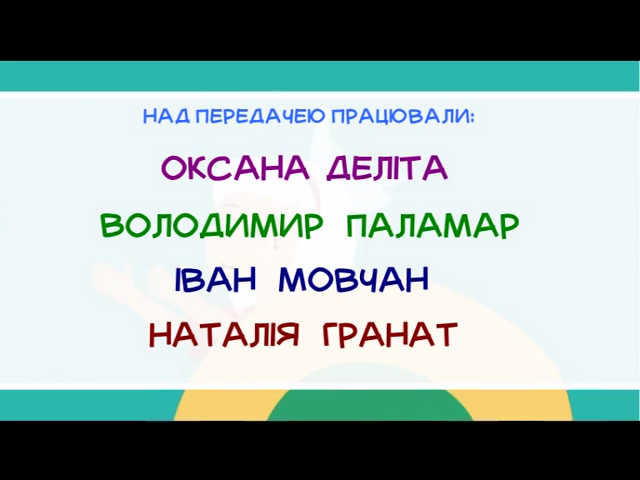 НАД ПЕРЕДАЧЕЮ ПРАЦЮВАЛИ:
ОКСАНА ДЕЛІТА
ВОЛОДИМИР ПАЛАМАР
ІВАН МОВЧАН
НАТАЛІЯ ГРАНАТ